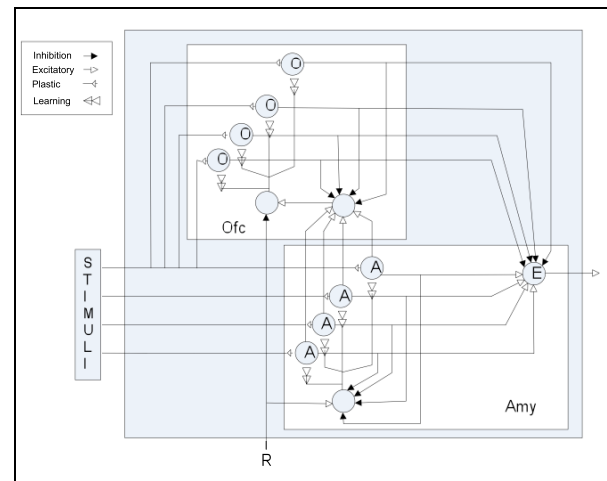 Inhibition
Excitatory
Plastic
Learning
O
O
O
O
Ofc
S
T
I
M
U
L
I
A
A
A
A
E
Amy
R